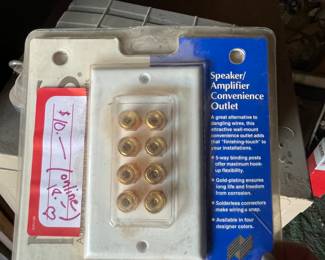 Speaker/
Amplifier
Convenience
Outlet
A great alternative to
dangling wires, this
attractive wall-mount
convenience outlet adds
that "finishing-touch" to
your installations.
• 5-way binding posts
offer maximum hook-
up flexibility.
• Gold-plating ensures
long life and freedom
from corrosion.
• Solderless connectors
make wiring a snap.
• Available in four
designer colors.
$10-
(online)